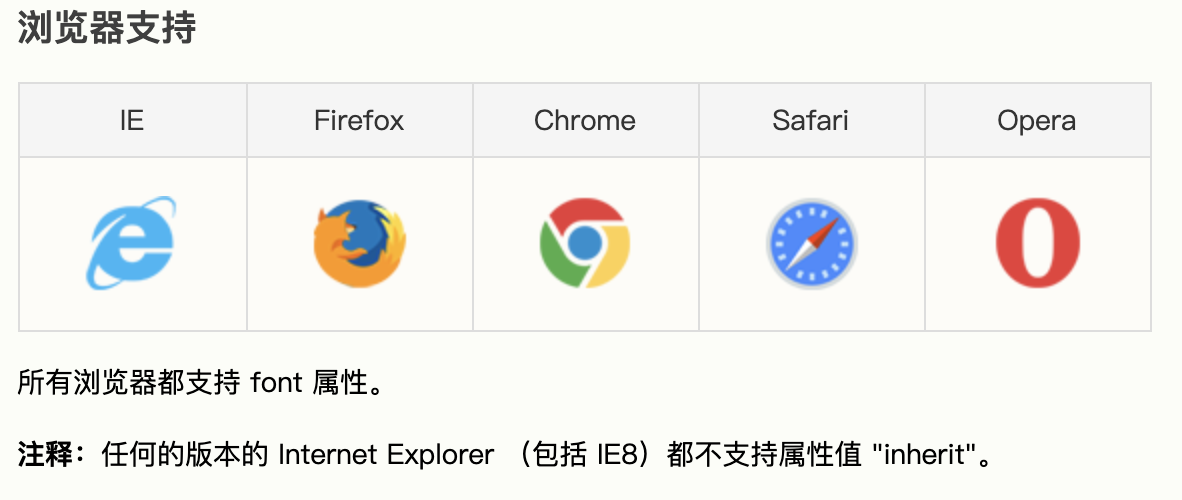 浏览器支持
IE Firefox Chrome Safari Opera
所有浏览器都支持 font 属性。
注释：任何的版本的 Internet Explorer （包括 IE8）都不支持属性值 "inherit"。